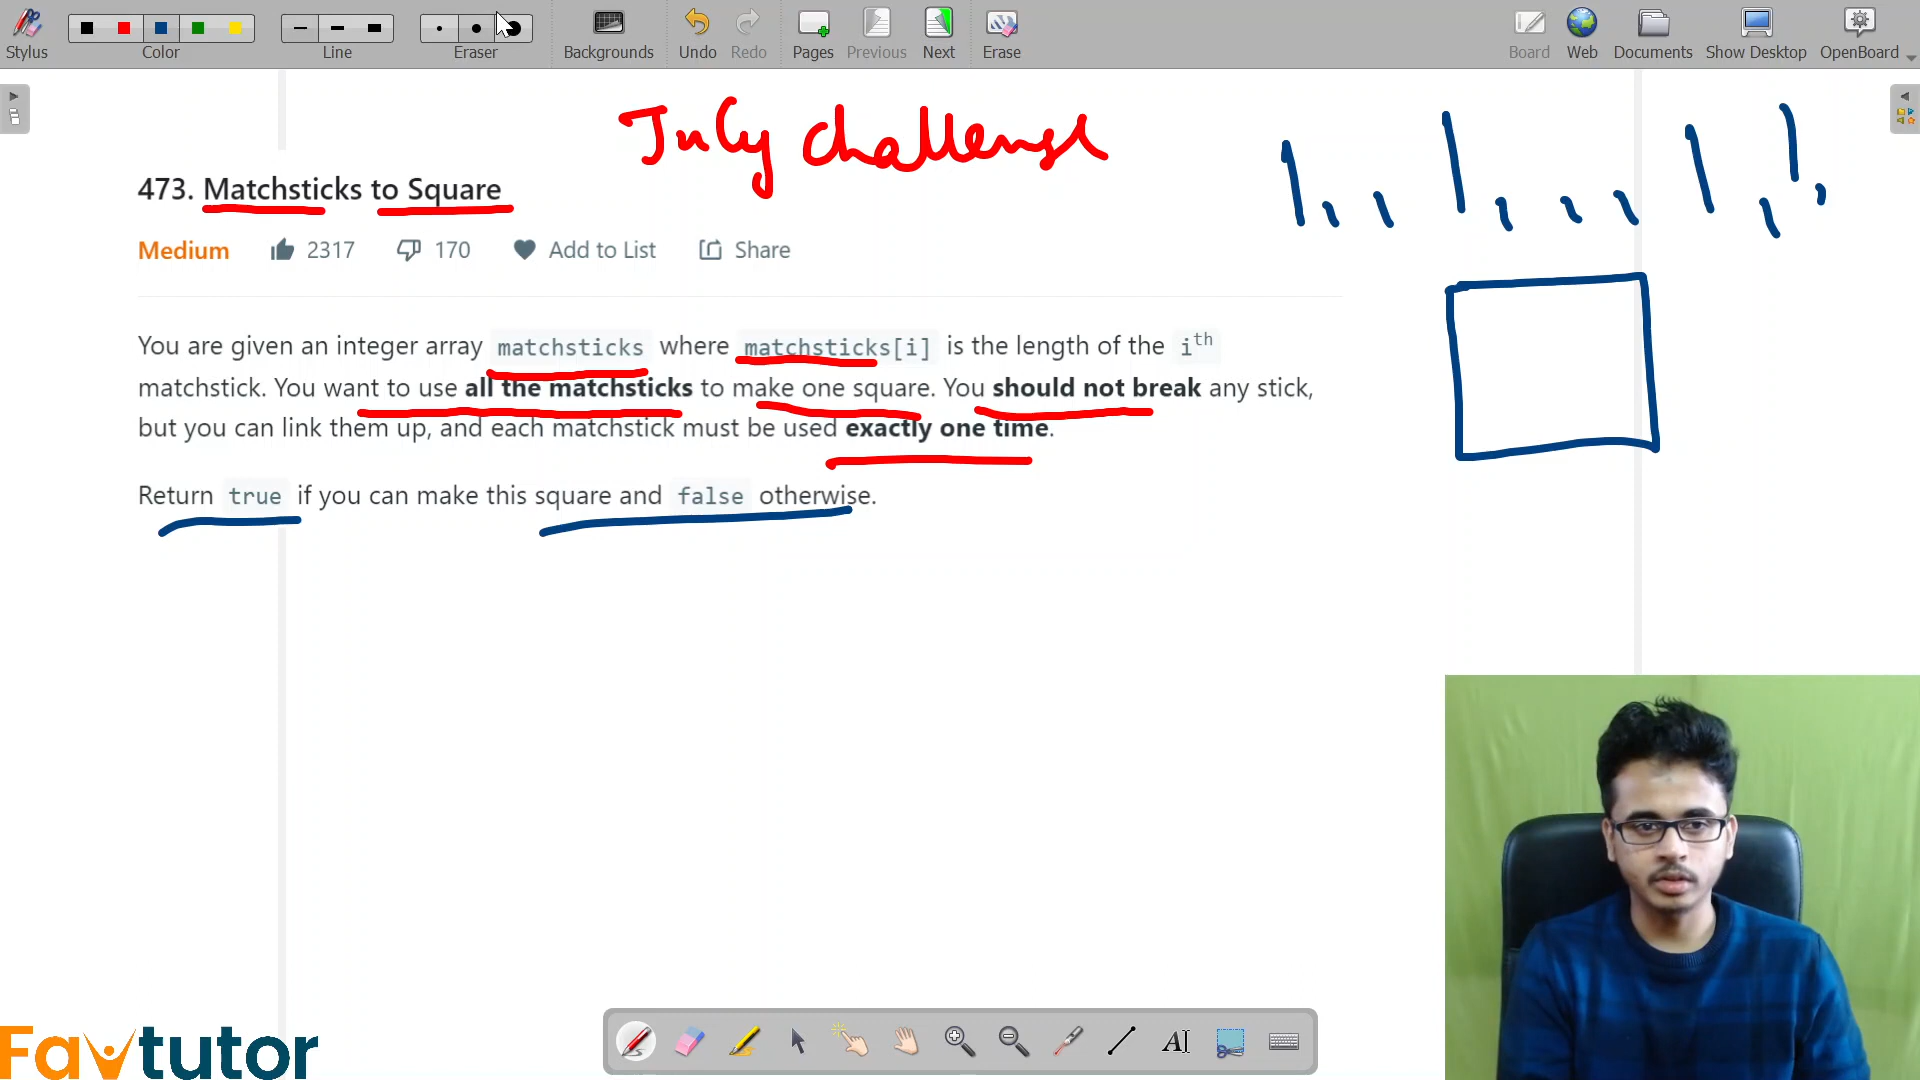 Stylus Color Line Eraser Backgrounds Undo Redo Pages Previous Next Erase Board Web Documents Show Desktop OpenBoard
July challenge
473. Matchsticks to Square
Medium 2317 170 Add to List Share
You are given an integer array matchsticks where matchsticks[i] is the length of the ith
matchstick. You want to use all the matchsticks to make one square. You should not break any stick,
but you can link them up, and each matchstick must be used exactly one time.
Return true if you can make this square and false otherwise.
Favtutor
AI